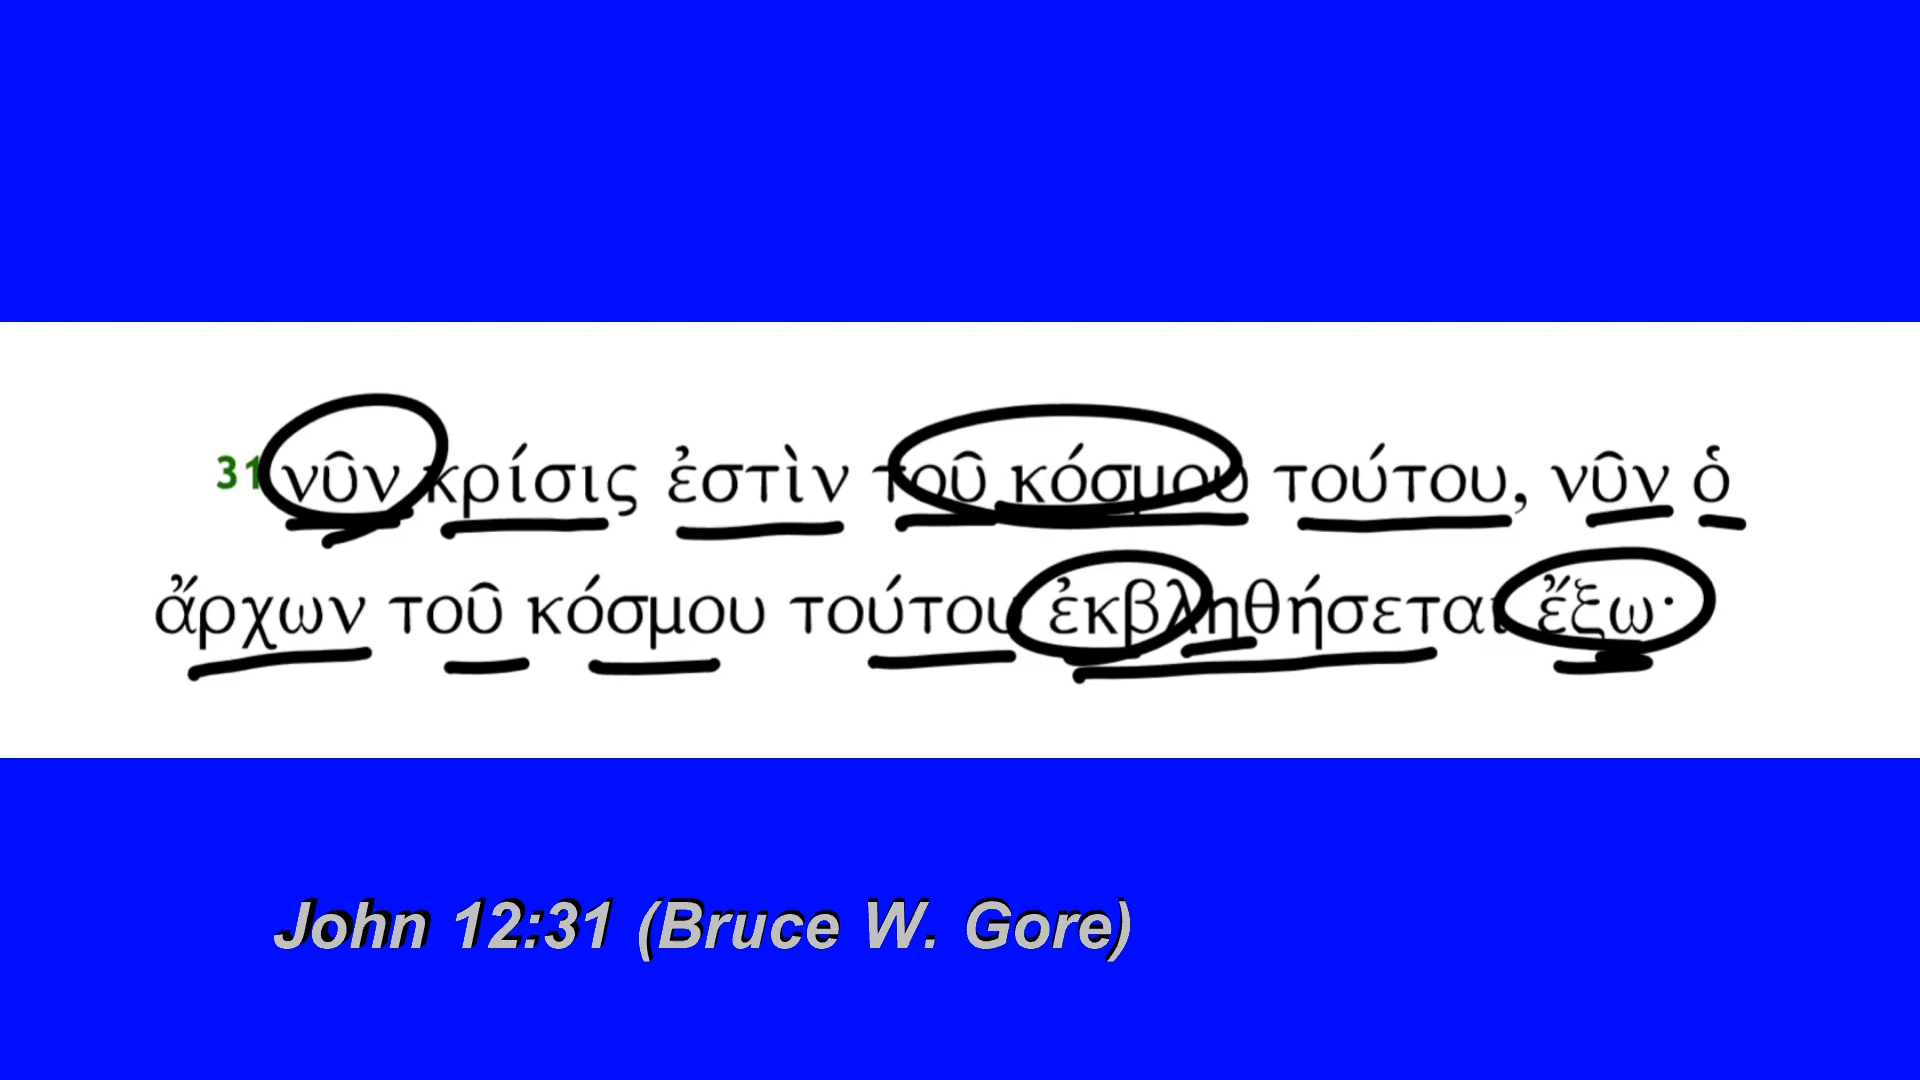 31 νῦν κρίσις ἐστὶν τοῦ κόσμου τούτου, νῦν ὁ
ἄρχων τοῦ κόσμου τούτου ἐκβληθήσεται ἔξω·
John 12:31 (Bruce W. Gore)